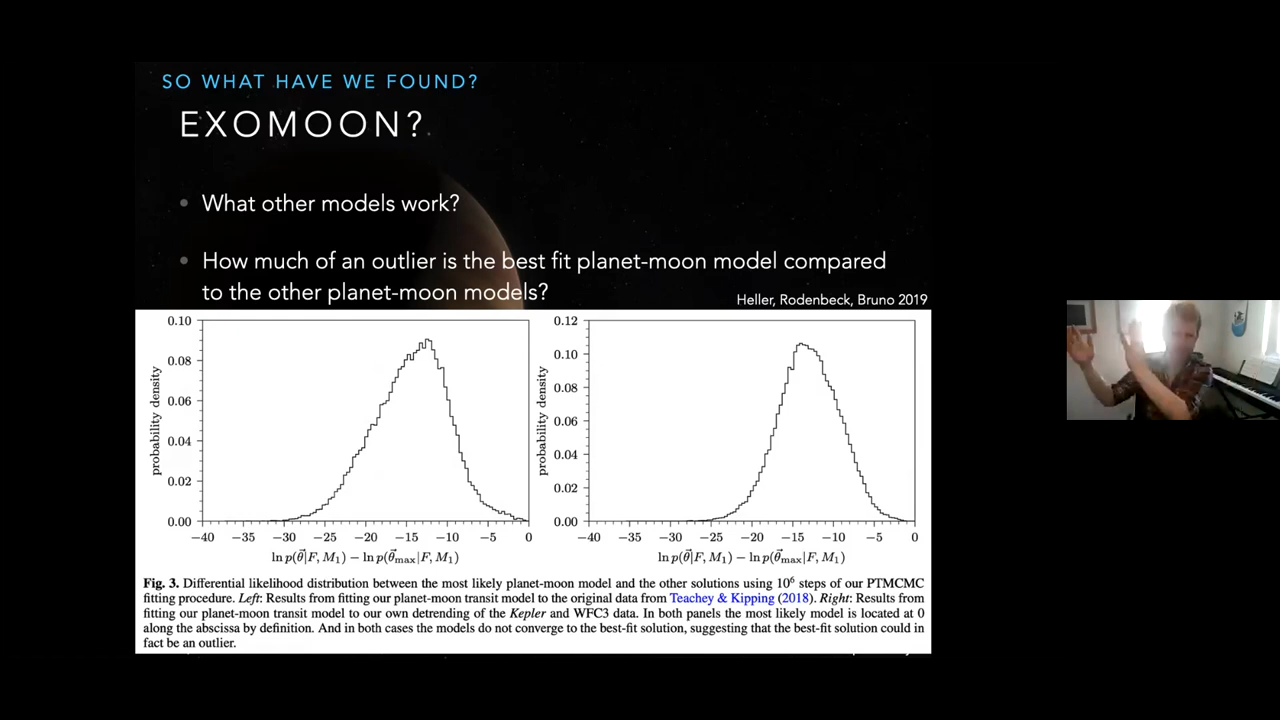 SO WHAT HAVE WE FOUND?
EXOMOON?
• What other models work?
• How much of an outlier is the best fit planet-moon model compared
to the other planet-moon models?
Heller, Rodenbeck, Bruno 2019
probability density
0.10
0.08
0.06
0.04
0.02
0.00
−40 −35 −30 −25 −20 −15 −10 −5 0
ln p(θ⃗|F, M₁) − ln p(θ⃗max|F, M₁)
probability density
0.12
0.10
0.08
0.06
0.04
0.02
0.00
−40 −35 −30 −25 −20 −15 −10 −5 0
ln p(θ⃗|F, M₁) − ln p(θ⃗max|F, M₁)
Fig. 3. Differential likelihood distribution between the most likely planet-moon model and the other solutions using 10⁶ steps of our PTMCMC
fitting procedure. Left: Results from fitting our planet-moon transit model to the original data from Teachey & Kipping (2018). Right: Results from
fitting our planet-moon transit model to our own detrending of the Kepler and WFC3 data. In both panels the most likely model is located at 0
along the abscissa by definition. And in both cases the models do not converge to the best-fit solution, suggesting that the best-fit solution could in
fact be an outlier.